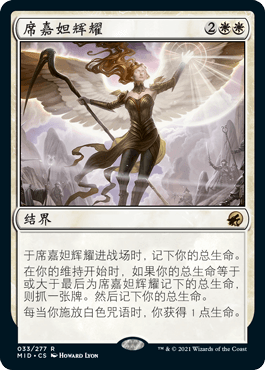 席嘉妲辉耀 2
结界
于席嘉妲辉耀进战场时，记下你的总生命。
在你的维持开始时，如果你的总生命等于
或大于最后为席嘉妲辉耀记下的总生命，
则抓一张牌。然后记下你的总生命。
每当你施放白色咒语时，你获得 1 点生命。
033/277 R
MID • CS Howard Lyon
™ & © 2021 Wizards of the Coast